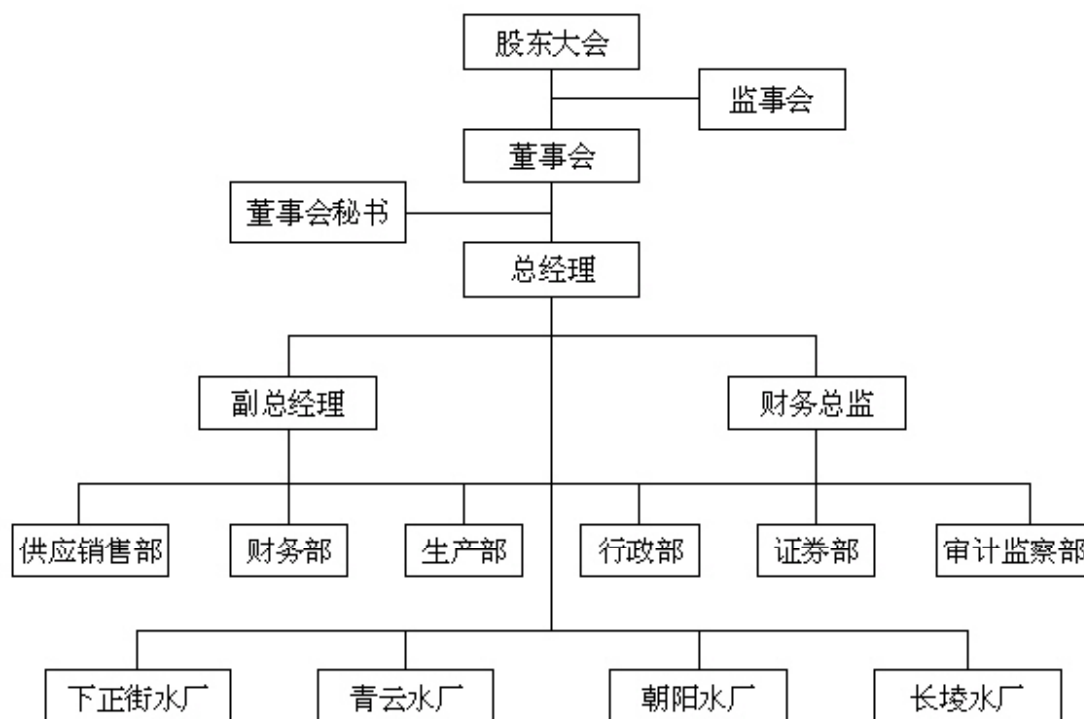 股东大会
监事会
董事会
董事会秘书
总经理
副总经理
财务总监
供应销售部
财务部
生产部
行政部
证券部
审计监察部
下正街水厂
青云水厂
朝阳水厂
长堎水厂